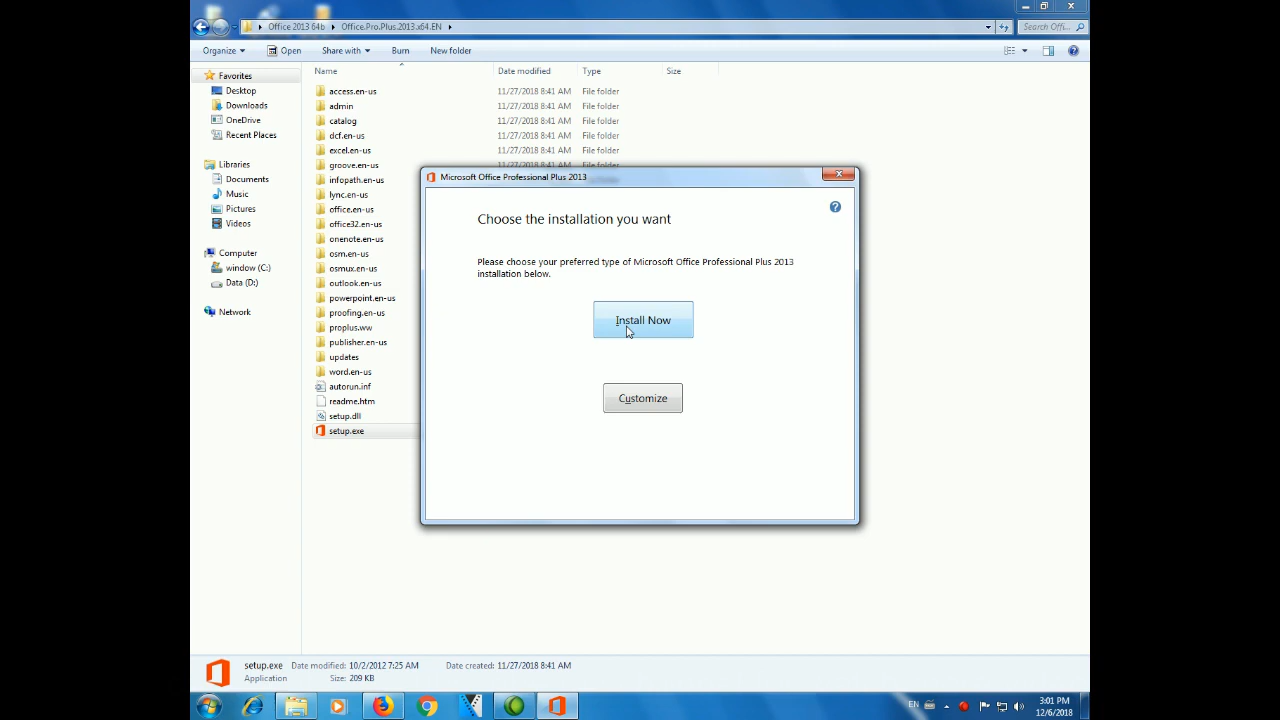 Office 2013 64b Office.Pro.Plus.2013.x64.EN Search Offi...
Organize Open Share with Burn New folder
Name Date modified Type Size
Favorites
Desktop
Downloads
OneDrive
Recent Places
Libraries
Documents
Music
Pictures
Videos
Computer
window (C:)
Data (D:)
Network
access.en-us 11/27/2018 8:41 AM File folder
admin 11/27/2018 8:41 AM File folder
catalog 11/27/2018 8:41 AM File folder
dcf.en-us 11/27/2018 8:41 AM File folder
excel.en-us 11/27/2018 8:41 AM File folder
groove.en-us 11/27/2018 8:41 AM File folder
infopath.en-us
lync.en-us
office.en-us
office32.en-us
onenote.en-us
osm.en-us
osmux.en-us
outlook.en-us
powerpoint.en-us
proofing.en-us
proplus.ww
publisher.en-us
updates
word.en-us
autorun.inf
readme.htm
setup.dll
setup.exe
Microsoft Office Professional Plus 2013
Choose the installation you want
Please choose your preferred type of Microsoft Office Professional Plus 2013
installation below.
Install Now
Customize
setup.exe Date modified: 10/2/2012 7:25 AM Date created: 11/27/2018 8:41 AM
Application Size: 209 KB
EN 3:01 PM
12/6/2018